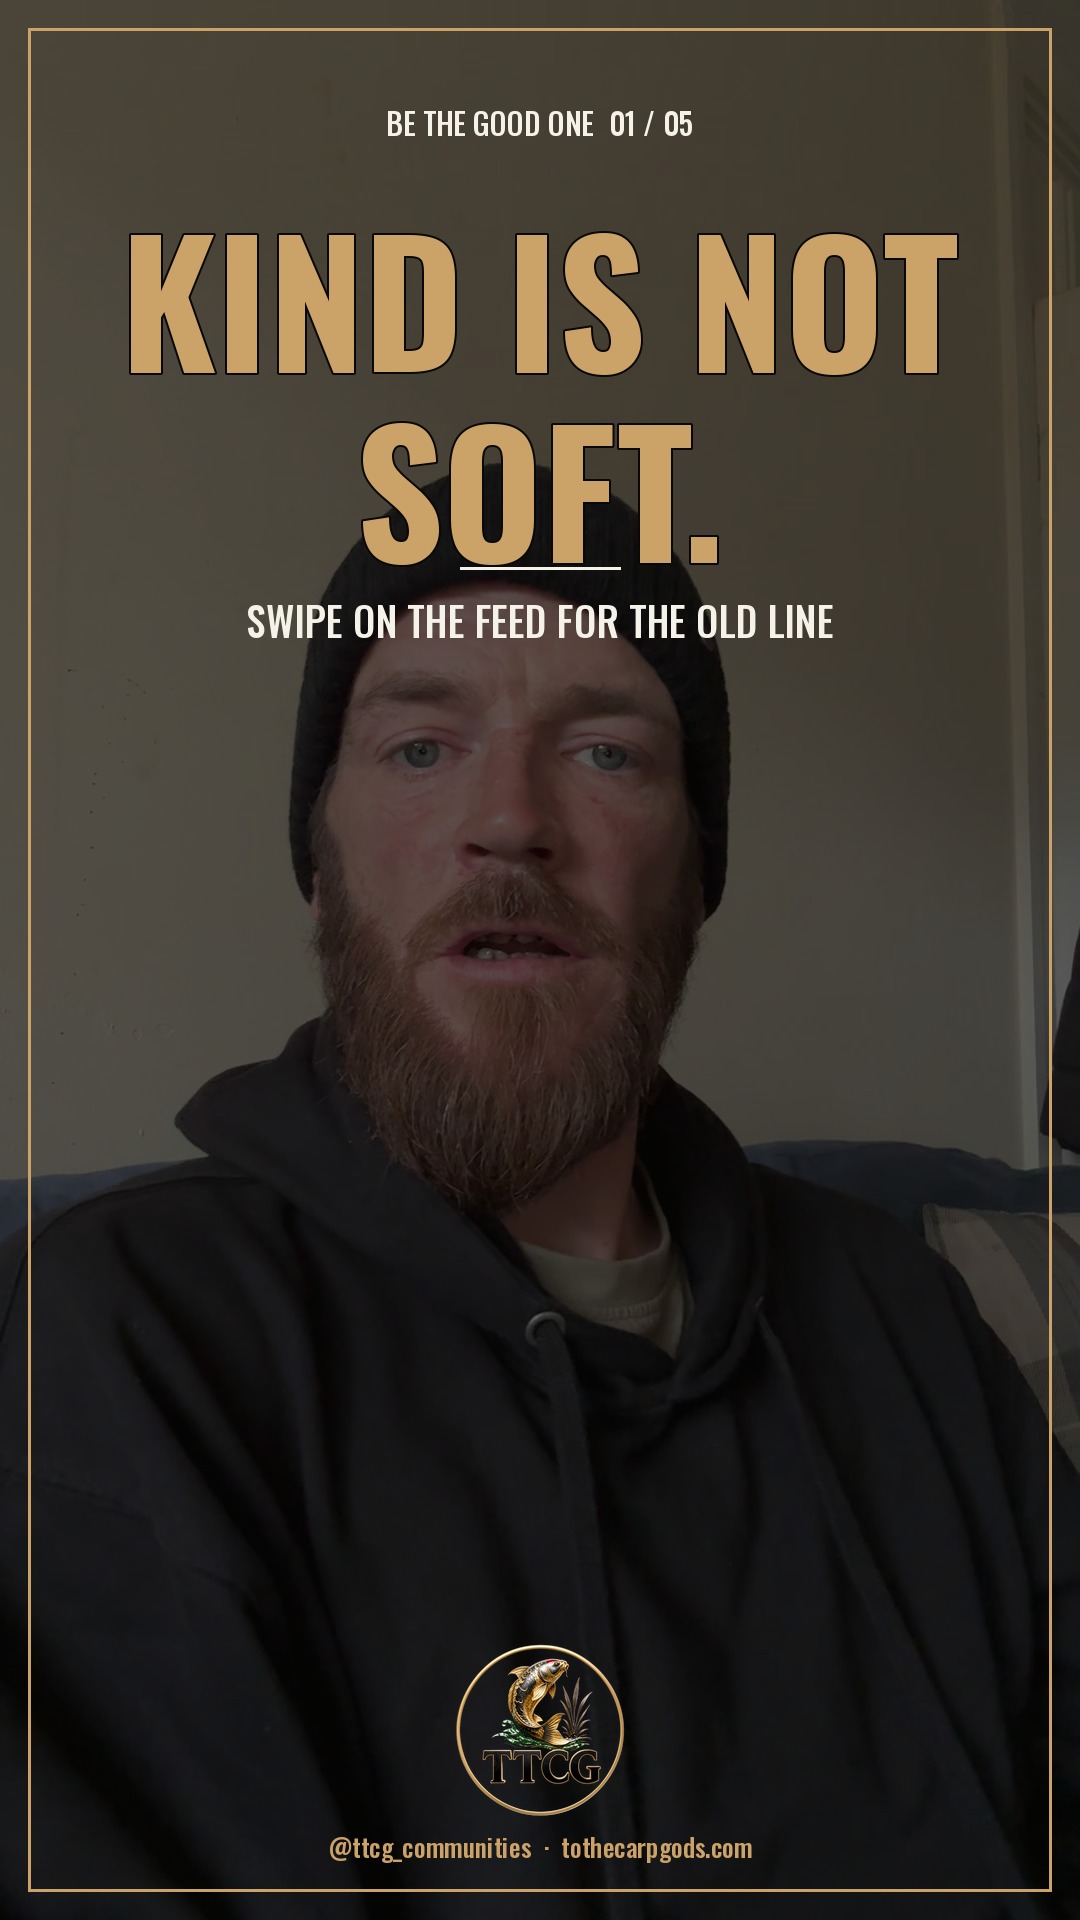 BE THE GOOD ONE 01 / 05
KIND IS NOT
SOFT.
SWIPE ON THE FEED FOR THE OLD LINE
TTCG
@ttcg_communities · tothecarpgods.com